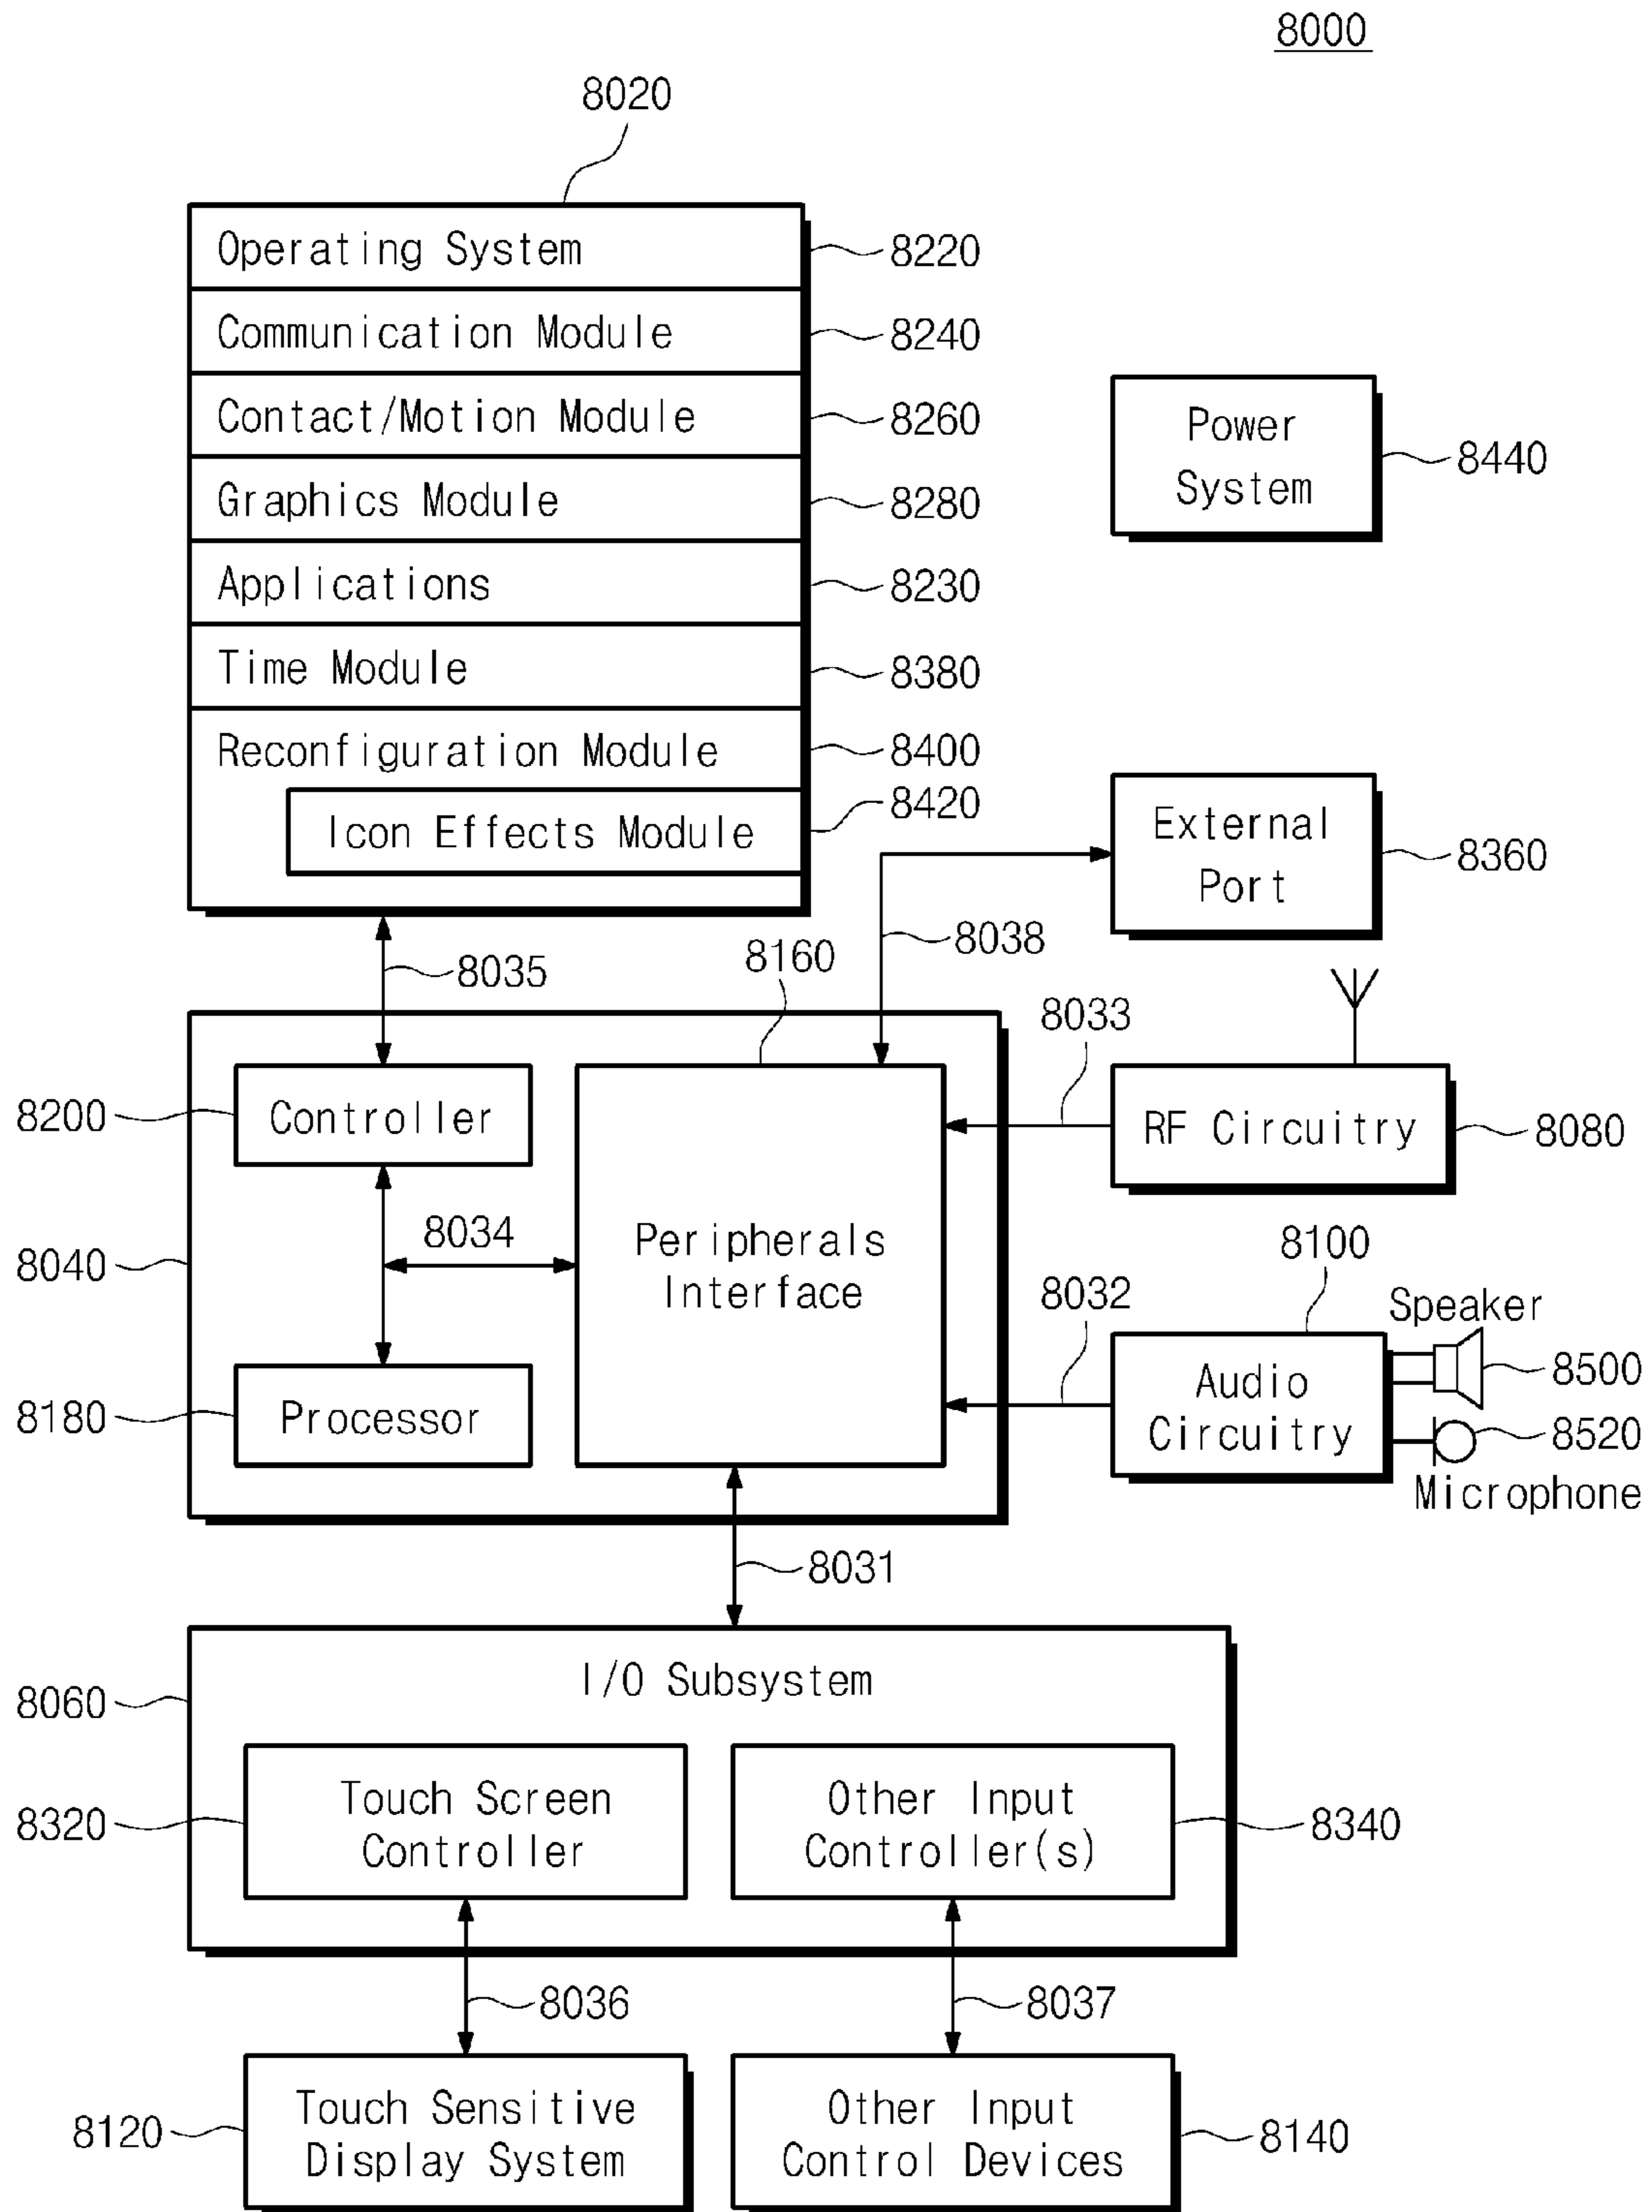 8000
8020
Operating System
8220
Communication Module
8240
Contact/Motion Module
8260
Graphics Module
8280
Applications
8230
Time Module
8380
Reconfiguration Module
8400
Icon Effects Module
8420
Power
System
8440
External
Port
8360
8035
8160
8038
8033
8200
Controller
RF Circuitry
8080
8040
8034
Peripherals
Interface
8032
8100
Speaker
8500
Audio
Circuitry
8520
Microphone
8180
Processor
8031
8060
I/O Subsystem
8320
Touch Screen
Controller
Other Input
Controller(s)
8340
8036
8037
8120
Touch Sensitive
Display System
Other Input
Control Devices
8140